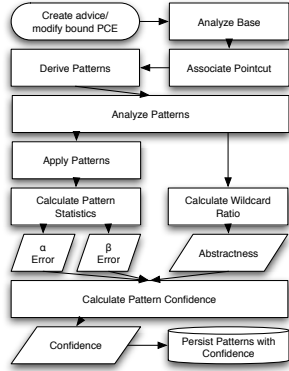 Create advice/
modify bound PCE
Analyze Base
Derive Patterns
Associate Pointcut
Analyze Patterns
Apply Patterns
Calculate Pattern
Statistics
Calculate Wildcard
Ratio
α
Error
β
Error
Abstractness
Calculate Pattern Confidence
Confidence
Persist Patterns with
Confidence